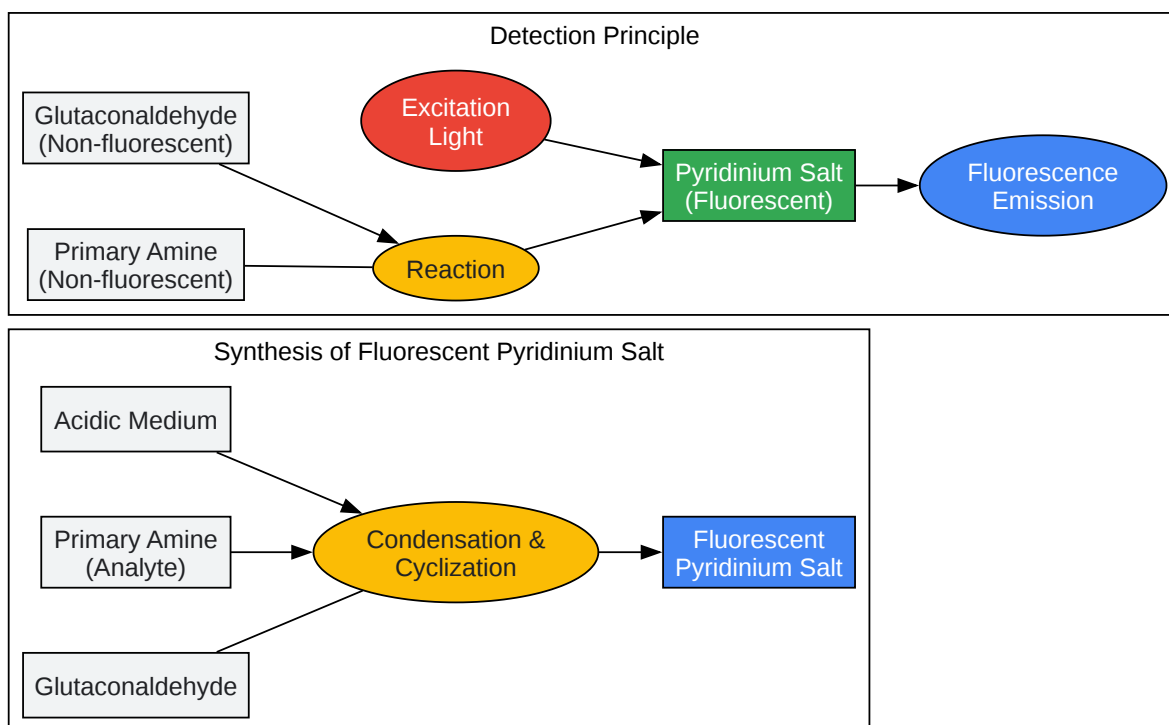 Detection Principle
Glutaconaldehyde
(Non-fluorescent)
Excitation
Light
Pyridinium Salt
(Fluorescent)
Fluorescence
Emission
Primary Amine
(Non-fluorescent)
Reaction
Synthesis of Fluorescent Pyridinium Salt
Acidic Medium
Primary Amine
(Analyte)
Condensation &
Cyclization
Fluorescent
Pyridinium Salt
Glutaconaldehyde